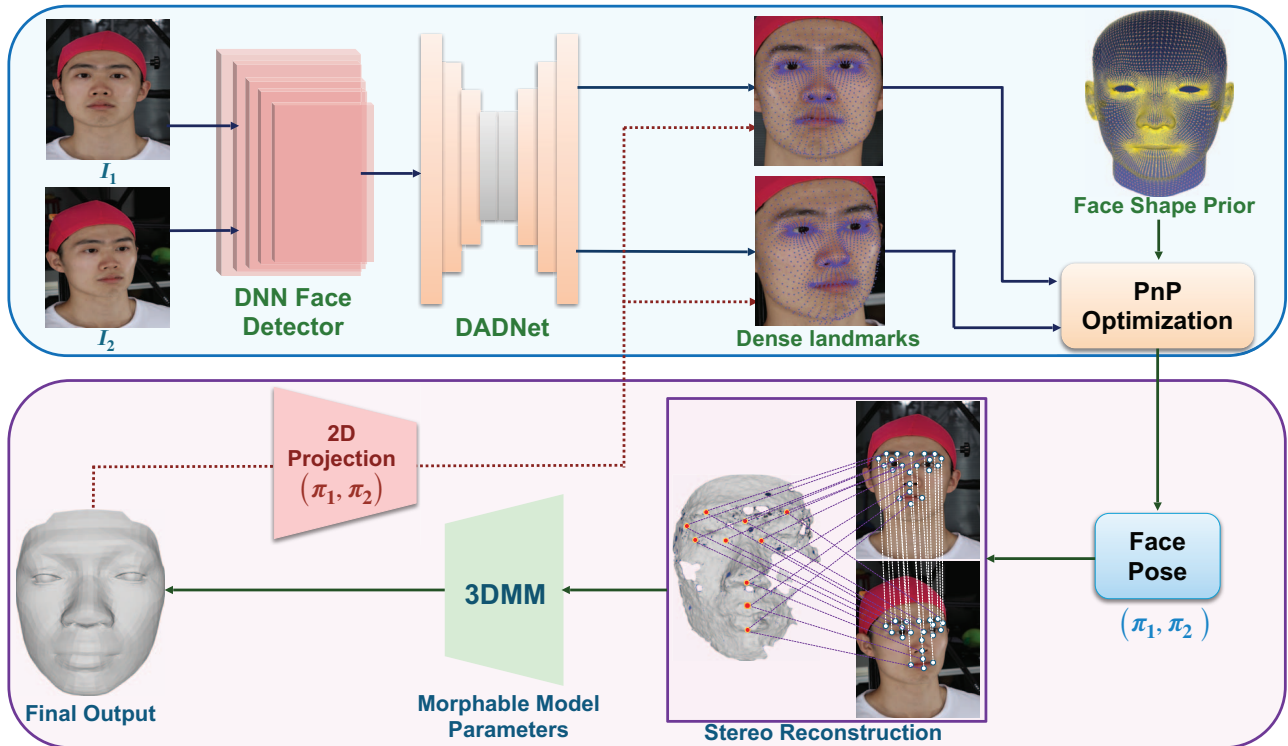 I₁
I₂
DNN Face
Detector
DADNet
Dense landmarks
Face Shape Prior
PnP
Optimization
2D
Projection
(π₁, π₂)
3DMM
Morphable Model
Parameters
Final Output
Stereo Reconstruction
Face
Pose
(π₁, π₂)